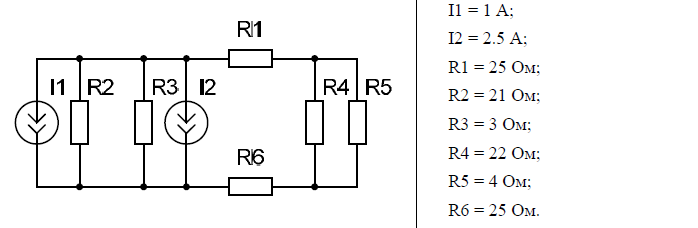 R1
I1 R2 R3 I2 R4 R5
R6
I1 = 1 А;
I2 = 2.5 А;
R1 = 25 Ом;
R2 = 21 Ом;
R3 = 3 Ом;
R4 = 22 Ом;
R5 = 4 Ом;
R6 = 25 Ом.